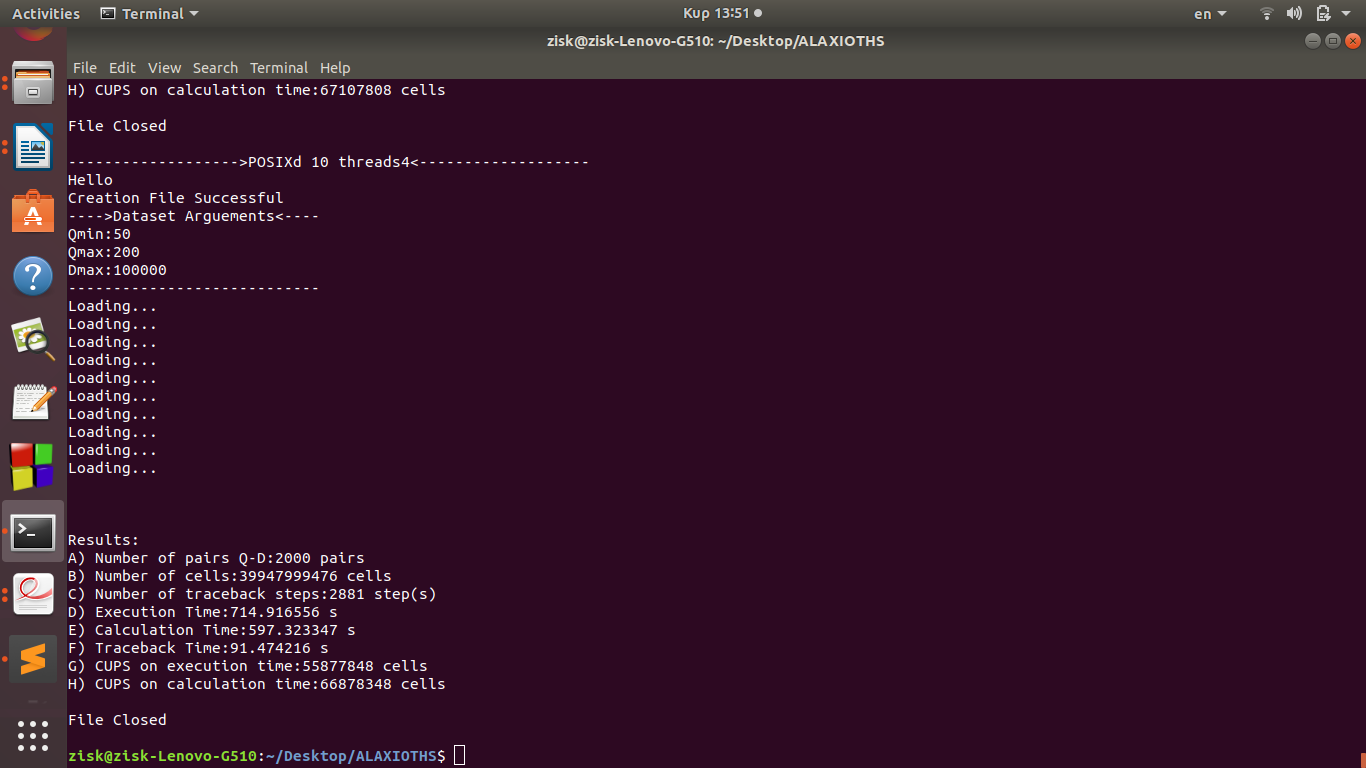 Activities Terminal Κυρ 13:51 en
zisk@zisk-Lenovo-G510: ~/Desktop/ALAXIOTHS
File Edit View Search Terminal Help
H) CUPS on calculation time:67107808 cells
File Closed
------------------->POSIXd 10 threads4<-------------------
Hello
Creation File Successful
---->Dataset Arguements<----
Qmin:50
Qmax:200
Dmax:100000
----------------------------
Loading...
Loading...
Loading...
Loading...
Loading...
Loading...
Loading...
Loading...
Loading...
Loading...
Results:
A) Number of pairs Q-D:2000 pairs
B) Number of cells:39947999476 cells
C) Number of traceback steps:2881 step(s)
D) Execution Time:714.916556 s
E) Calculation Time:597.323347 s
F) Traceback Time:91.474216 s
G) CUPS on execution time:55877848 cells
H) CUPS on calculation time:66878348 cells
File Closed
zisk@zisk-Lenovo-G510:~/Desktop/ALAXIOTHS$